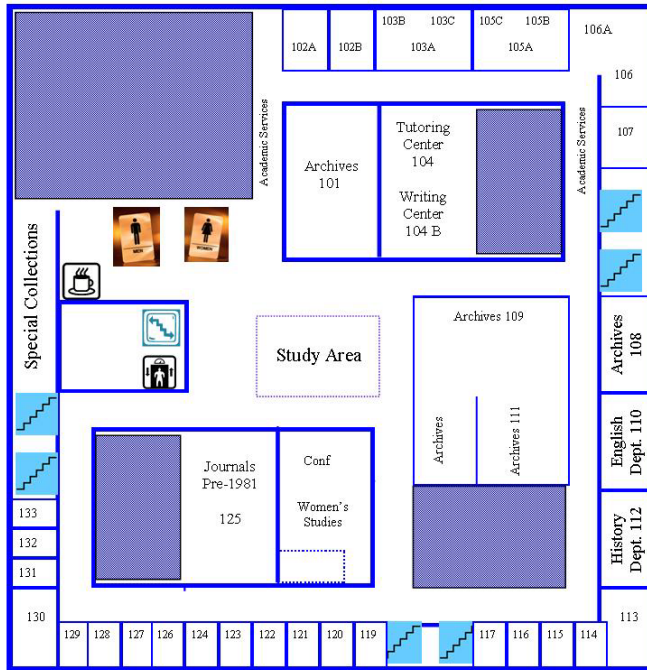 103B
103C
105C
105B
106A
102A
102B
103A
105A
106
Academic Services
Academic Services
107
Tutoring
Center
104
Archives
101
Writing
Center
104 B
MEN
WOMEN
Special Collections
Archives 109
Archives
108
Study Area
Archives
Archives 111
English
Dept. 110
Journals
Pre-1981
125
Conf
Women's
Studies
History
Dept. 112
133
132
131
130
129
128
127
126
124
123
122
121
120
119
117
116
115
114
113